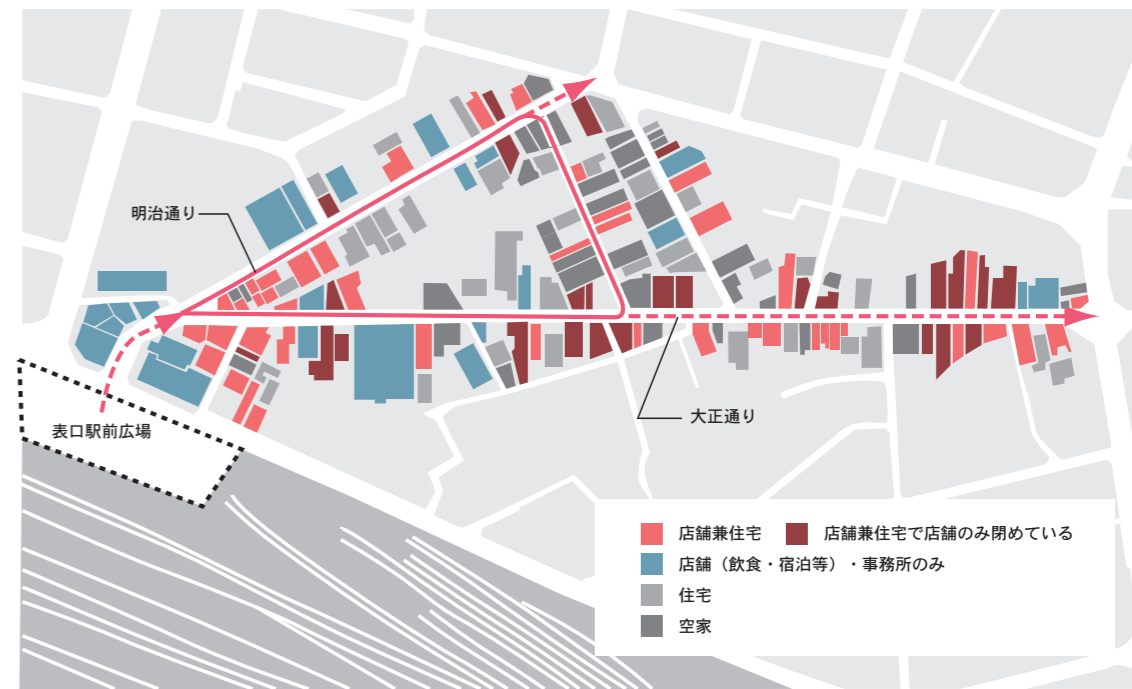 明治通り
表口駅前広場
大正通り
店舗兼住宅
店舗兼住宅で店舗のみ閉めている
店舗（飲食・宿泊等）・事務所のみ
住宅
空家